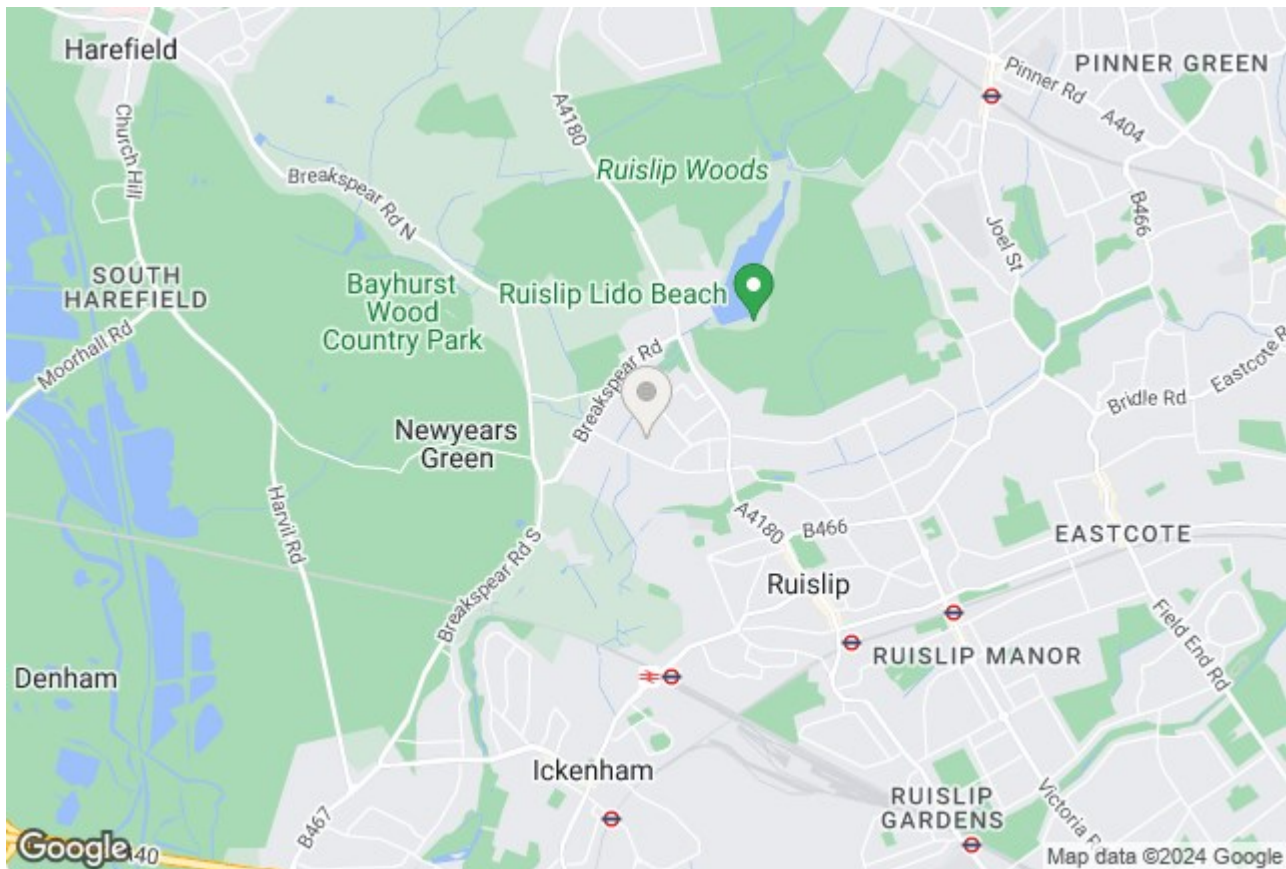 Harefield
PINNER GREEN
Pinner Rd
A404
A4180
Church Hill
Ruislip Woods
Breakspear Rd N
B466
Joel St
SOUTH
HAREFIELD
Bayhurst
Wood
Country Park
Ruislip Lido Beach
Moorhall Rd
Breakspear Rd
Eastcote R
Bridle Rd
Newyears
Green
Harvil Rd
A4180
B466
EASTCOTE
Breakspear Rd S
Ruislip
Field End Rd
RUISLIP MANOR
Denham
Ickenham
RUISLIP
GARDENS
Victoria R
B467
Google
A40
Map data ©2024 Google